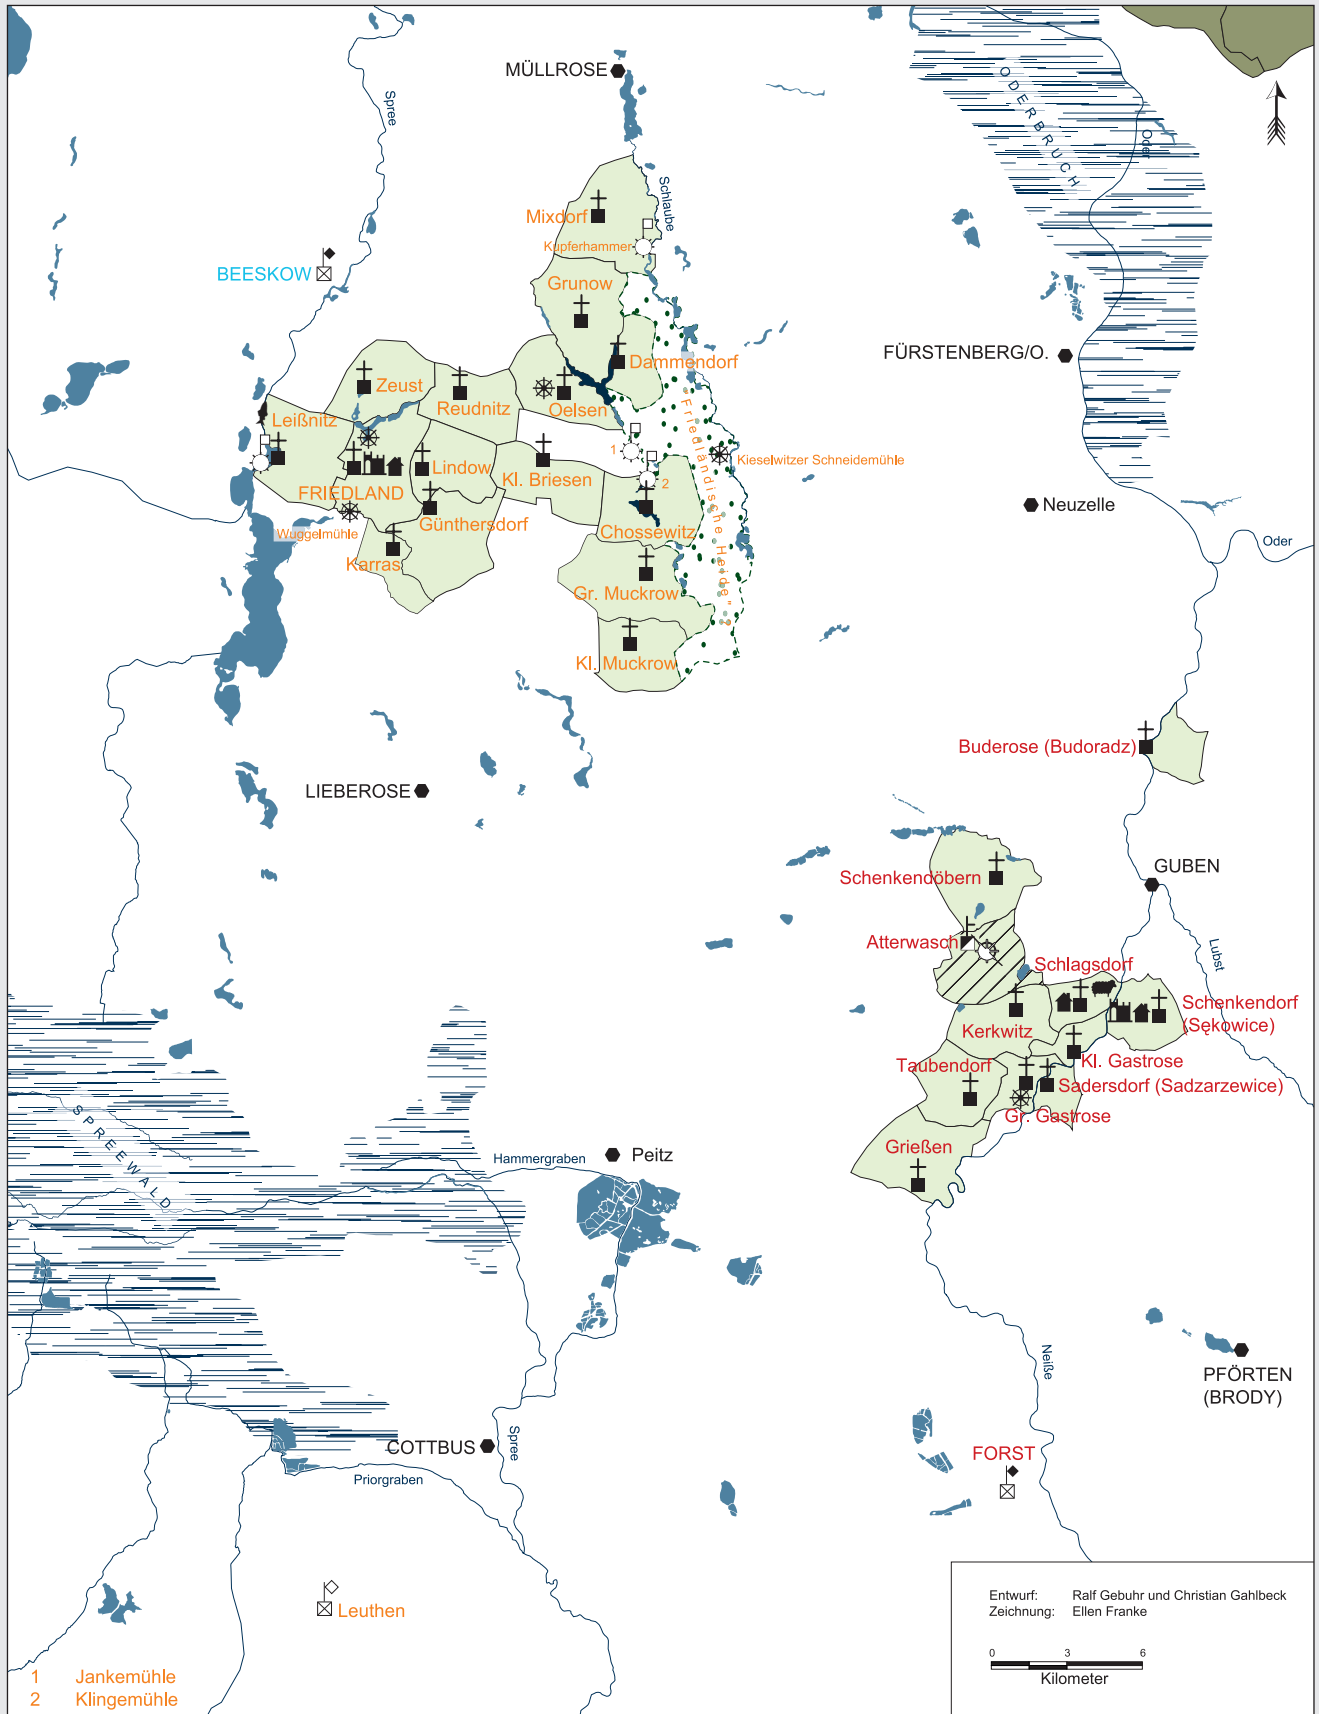 MÜLLROSE
Spree
ODERBRUCH
Oder
Schlaube
Mixdorf
Kupferhammer
BEESKOW
Grunow
FÜRSTENBERG/O.
Dammendorf
Zeust
Reudnitz
Oelsen
Leißnitz
„Friedländische Heide"
1
Kieselwitzer Schneidemühle
Lindow
Kl. Briesen
2
FRIEDLAND
Neuzelle
Günthersdorf
Wuggelmühle
Chossewitz
Oder
Karras
Gr. Muckrow
Kl. Muckrow
Buderose (Budoradz)
LIEBEROSE
GUBEN
Schenkendöbern
Atterwasch
Lubst
Schlagsdorf
Schenkendorf
(Sękowice)
Kerkwitz
Kl. Gastrose
Taubendorf
Sadersdorf (Sadzarzewice)
Gr. Gastrose
SPREEWALD
Grießen
Hammergraben
Peitz
Neiße
PFÖRTEN
(BRODY)
COTTBUS
Spree
FORST
Priorgraben
Leuthen
Entwurf: Ralf Gebuhr und Christian Gahlbeck
Zeichnung: Ellen Franke
0 3 6
Kilometer
1 Jankemühle
2 Klingemühle